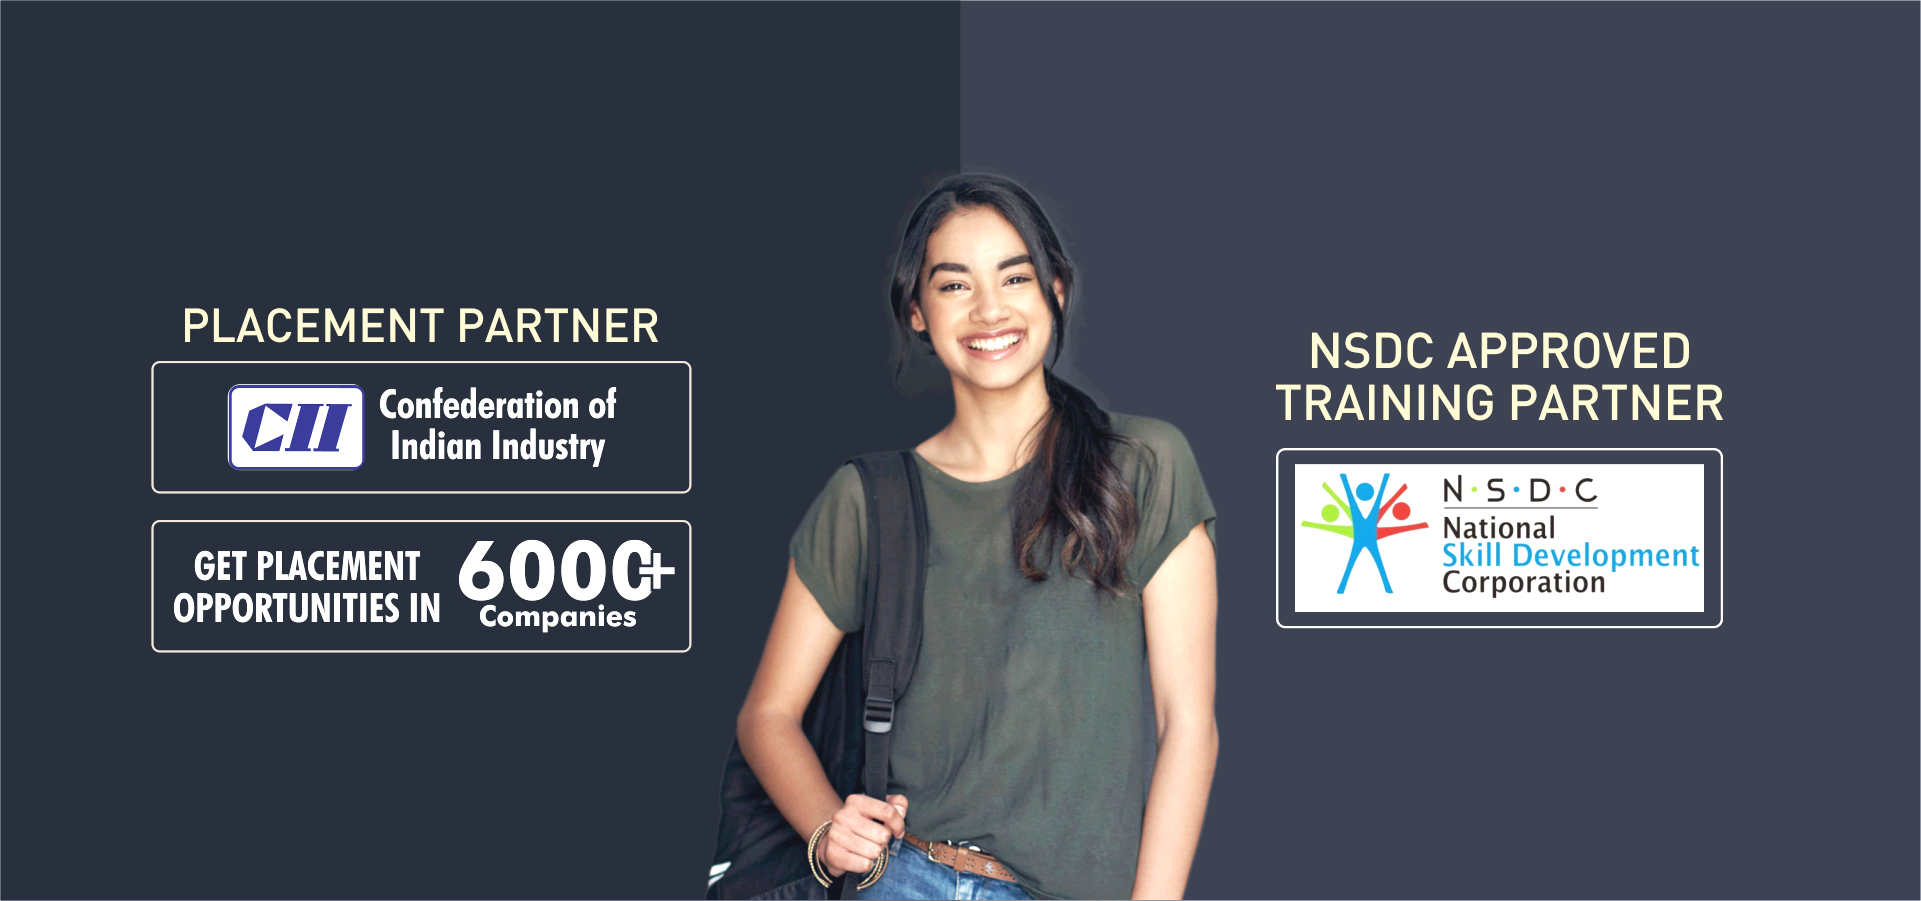 PLACEMENT PARTNER
CII
Confederation of
Indian Industry
GET PLACEMENT
OPPORTUNITIES IN
6000+
Companies
NSDC APPROVED
TRAINING PARTNER
N·S·D·C
National
Skill Development
Corporation